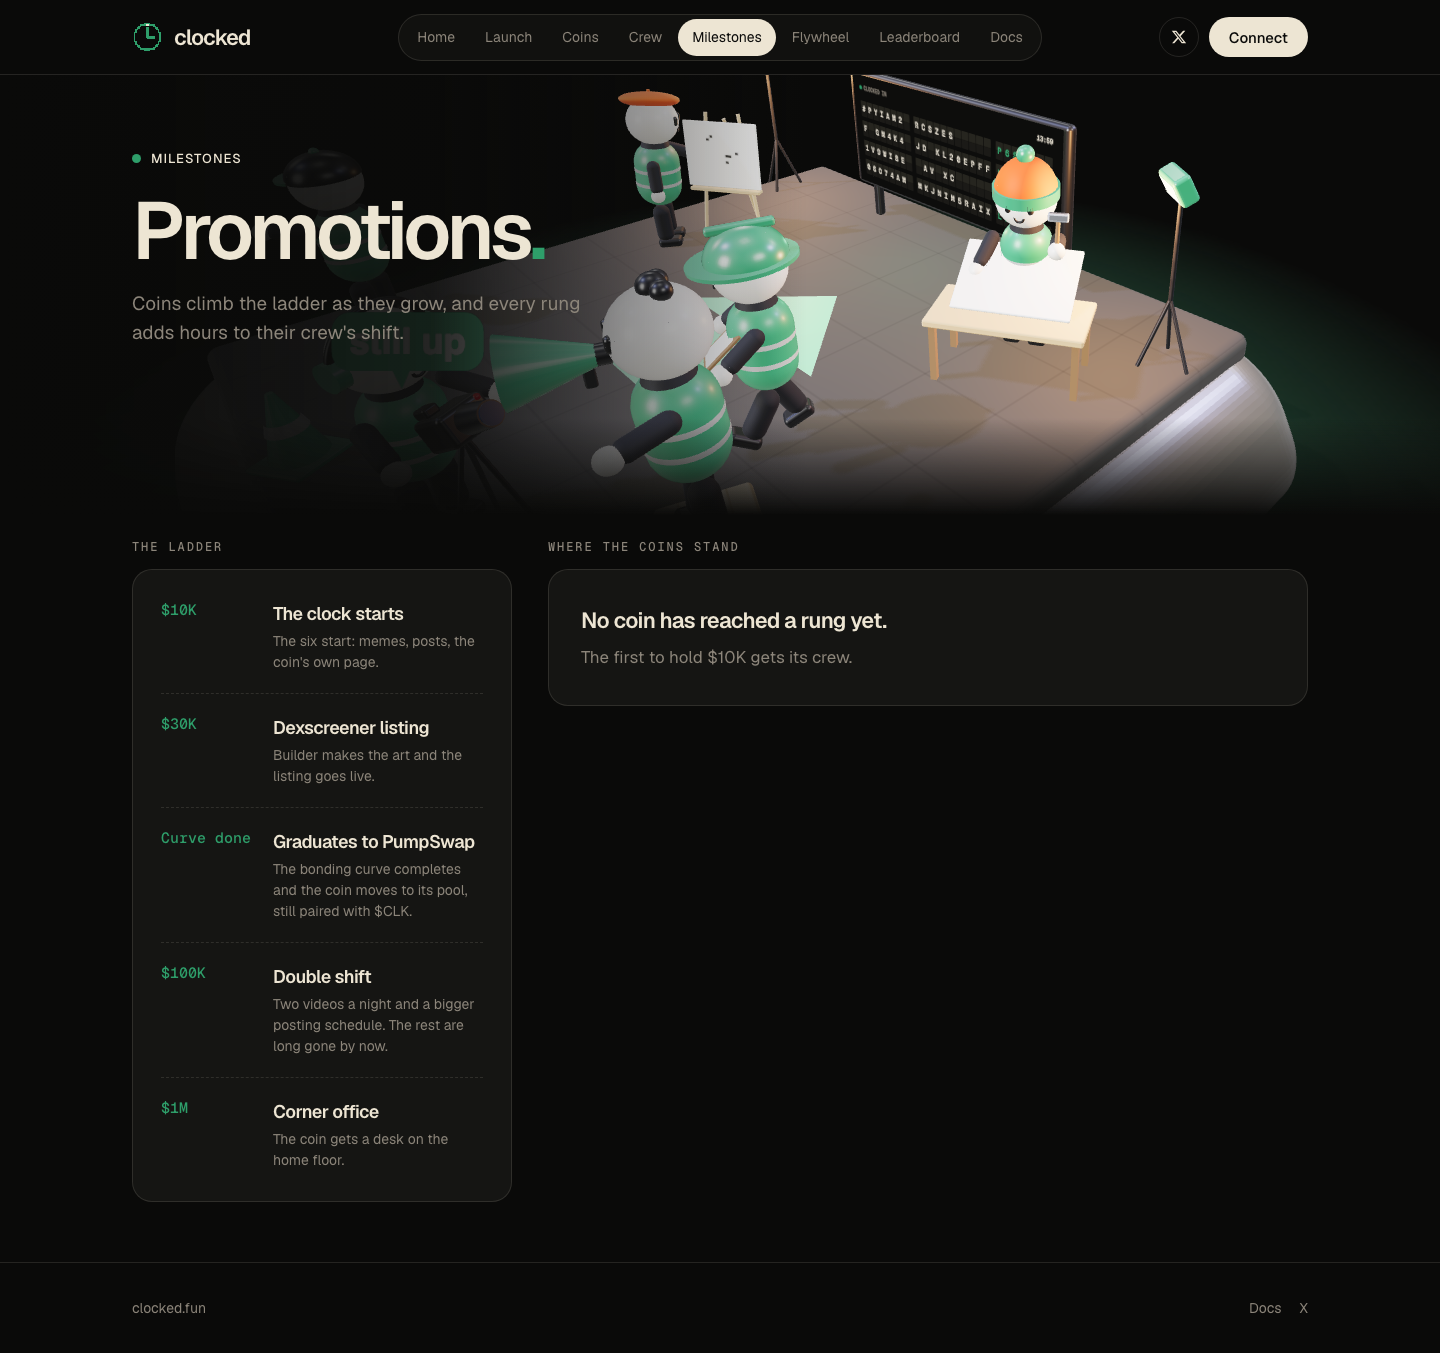 clocked
Home Launch Coins Crew Milestones Flywheel Leaderboard Docs
Connect
MILESTONES
Promotions.
Coins climb the ladder as they grow, and every rung
adds hours to their crew's shift.
still up
CLOCKED IN
13:59
THE LADDER
$10K
The clock starts
The six start: memes, posts, the
coin's own page.
$30K
Dexscreener listing
Builder makes the art and the
listing goes live.
Curve done
Graduates to PumpSwap
The bonding curve completes
and the coin moves to its pool,
still paired with $CLK.
$100K
Double shift
Two videos a night and a bigger
posting schedule. The rest are
long gone by now.
$1M
Corner office
The coin gets a desk on the
home floor.
WHERE THE COINS STAND
No coin has reached a rung yet.
The first to hold $10K gets its crew.
clocked.fun
Docs X